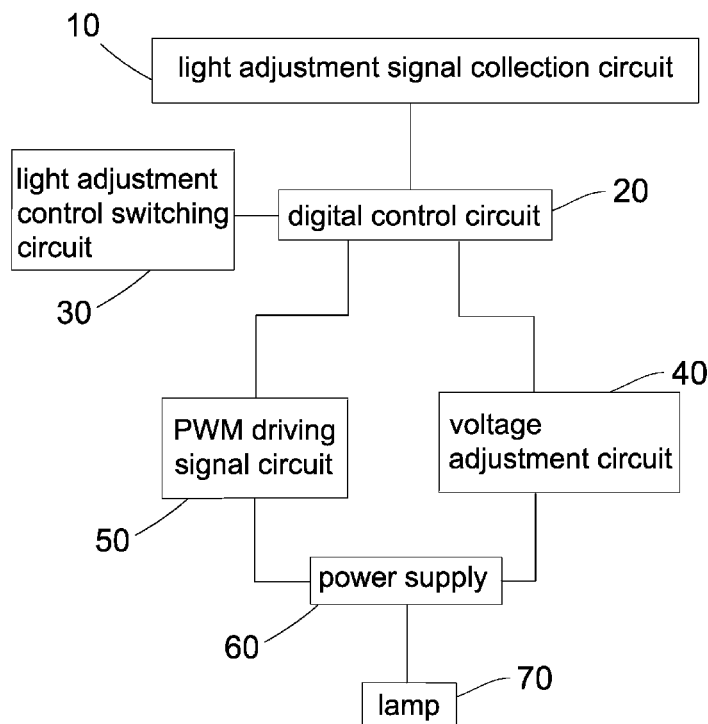 10
light adjustment signal collection circuit
light adjustment
control switching
circuit
30
digital control circuit
20
PWM driving
signal circuit
50
voltage
adjustment circuit
40
power supply
60
lamp
70